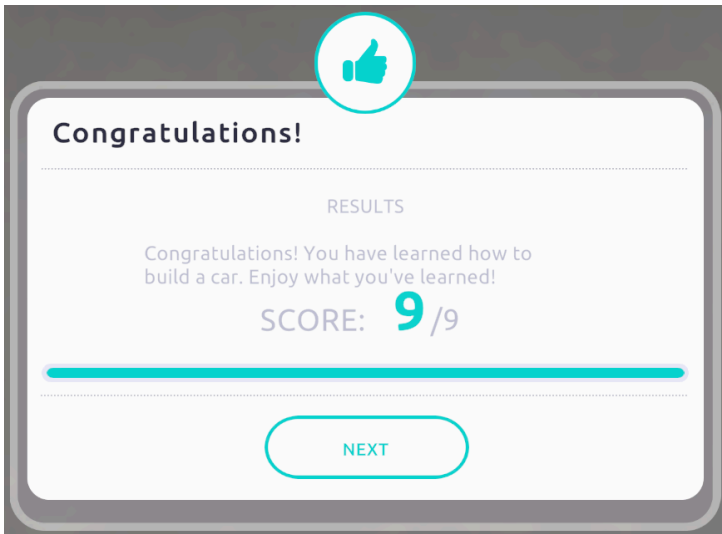 Congratulations!
RESULTS
Congratulations! You have learned how to
build a car. Enjoy what you've learned!
SCORE: 9/9
NEXT